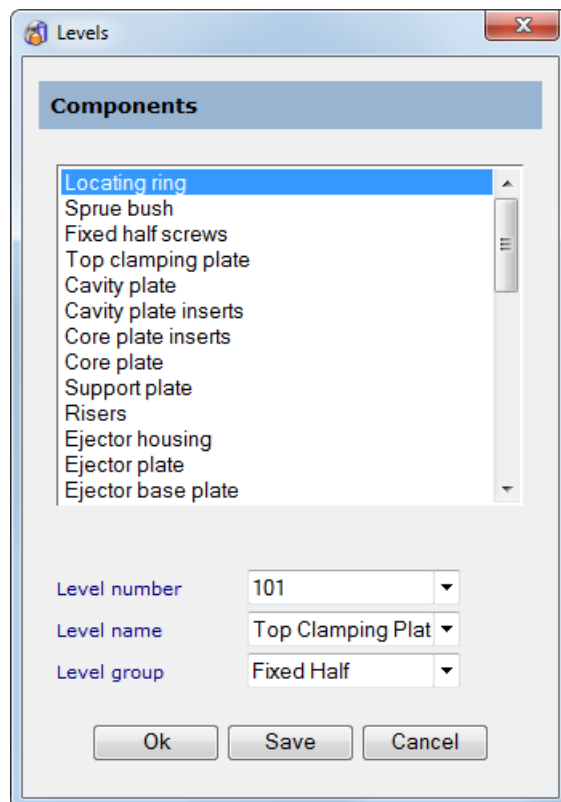 Levels
Components
Locating ring
Sprue bush
Fixed half screws
Top clamping plate
Cavity plate
Cavity plate inserts
Core plate inserts
Core plate
Support plate
Risers
Ejector housing
Ejector plate
Ejector base plate
Level number 101
Level name Top Clamping Plat
Level group Fixed Half
Ok Save Cancel